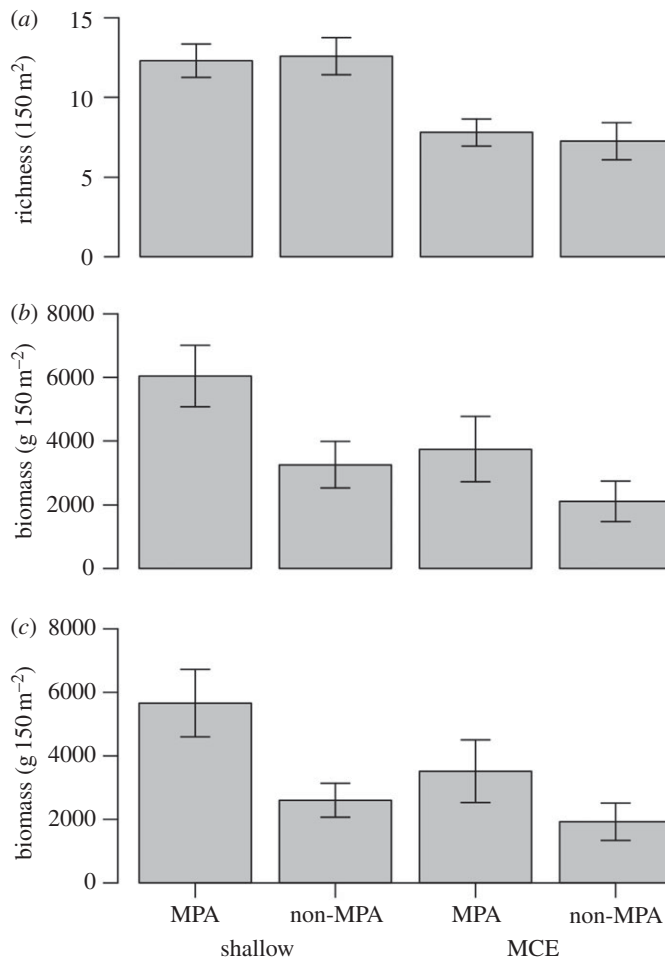 (a)
15
10
5
0
richness (150 m²)
(b)
8000
6000
4000
2000
0
biomass (g 150 m⁻²)
(c)
8000
6000
4000
2000
0
biomass (g 150 m⁻²)
MPA non-MPA MPA non-MPA
shallow MCE